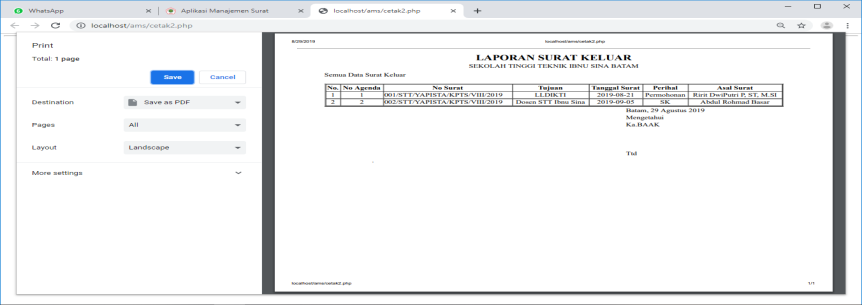 WhatsApp
Aplikasi Manajemen Surat
localhost/ams/cetak2.php
localhost/ams/cetak2.php
Print
Total: 1 page
Save Cancel
Destination Save as PDF
Pages All
Layout Landscape
More settings
8/29/2019 localhost/ams/cetak2.php
LAPORAN SURAT KELUAR
SEKOLAH TINGGI TEKNIK IBNU SINA BATAM
Semua Data Surat Keluar
No. No Agenda No Surat Tujuan Tanggal Surat Perihal Asal Surat
1 1 001/STT/YAPISTA/KPTS/VIII/2019 LLDIKTI 2019-08-21 Permohonan Ririt DwiPutri P, ST, M.SI
2 2 002/STT/YAPISTA/KPTS/VIII/2019 Dosen STT Ibnu Sina 2019-09-05 SK Abdul Rohmad Basar
Batam, 29 Agustus 2019
Mengetahui
Ka.BAAK
Ttd
localhost/ams/cetak2.php 1/1